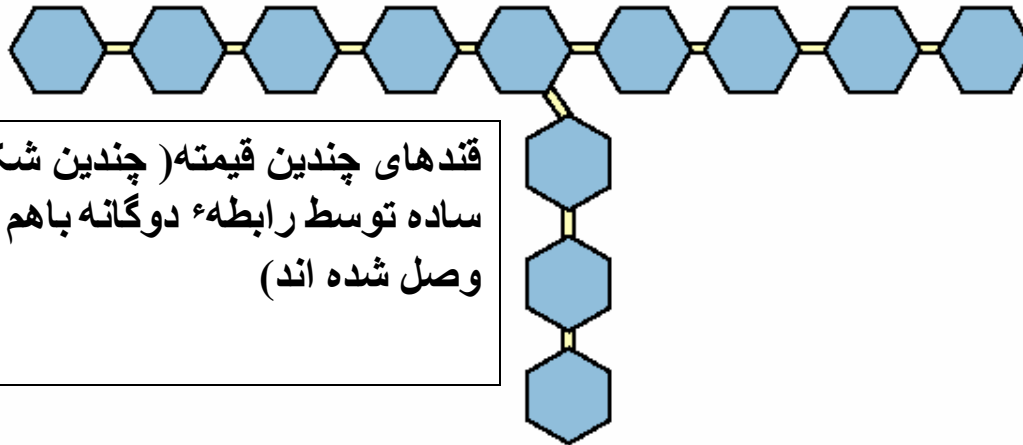 قندهای چندین قیمته( چندین
ساده توسط رابطهٔ دوگانه باهم
وصل شده اند)